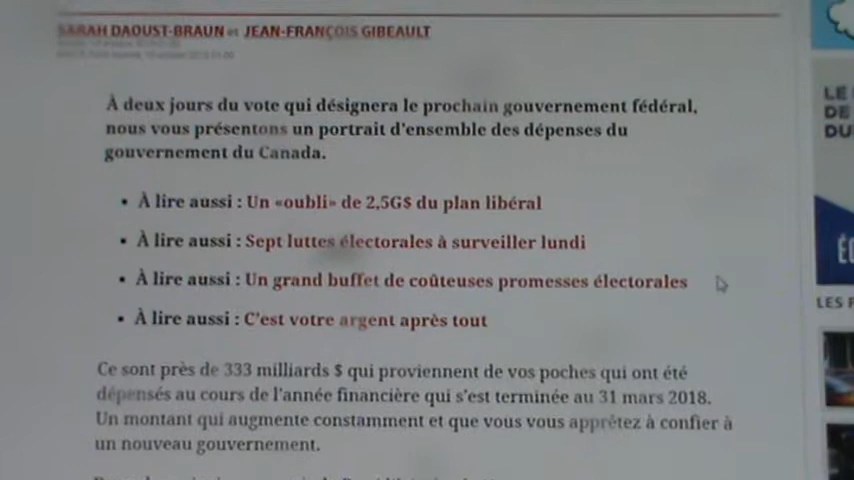 SARAH DAOUST-BRAUN et JEAN-FRANÇOIS GIBEAULT
À deux jours du vote qui désignera le prochain gouvernement fédéral,
nous vous présentons un portrait d'ensemble des dépenses du
gouvernement du Canada.
• À lire aussi : Un «oubli» de 2,5G$ du plan libéral
• À lire aussi : Sept luttes électorales à surveiller lundi
• À lire aussi : Un grand buffet de coûteuses promesses électorales
• À lire aussi : C'est votre argent après tout
Ce sont près de 333 milliards $ qui proviennent de vos poches qui ont été
dépensés au cours de l'année financière qui s'est terminée au 31 mars 2018.
Un montant qui augmente constamment et que vous vous apprêtez à confier à
un nouveau gouvernement.
LE
DE
DU
ÉC
LES F